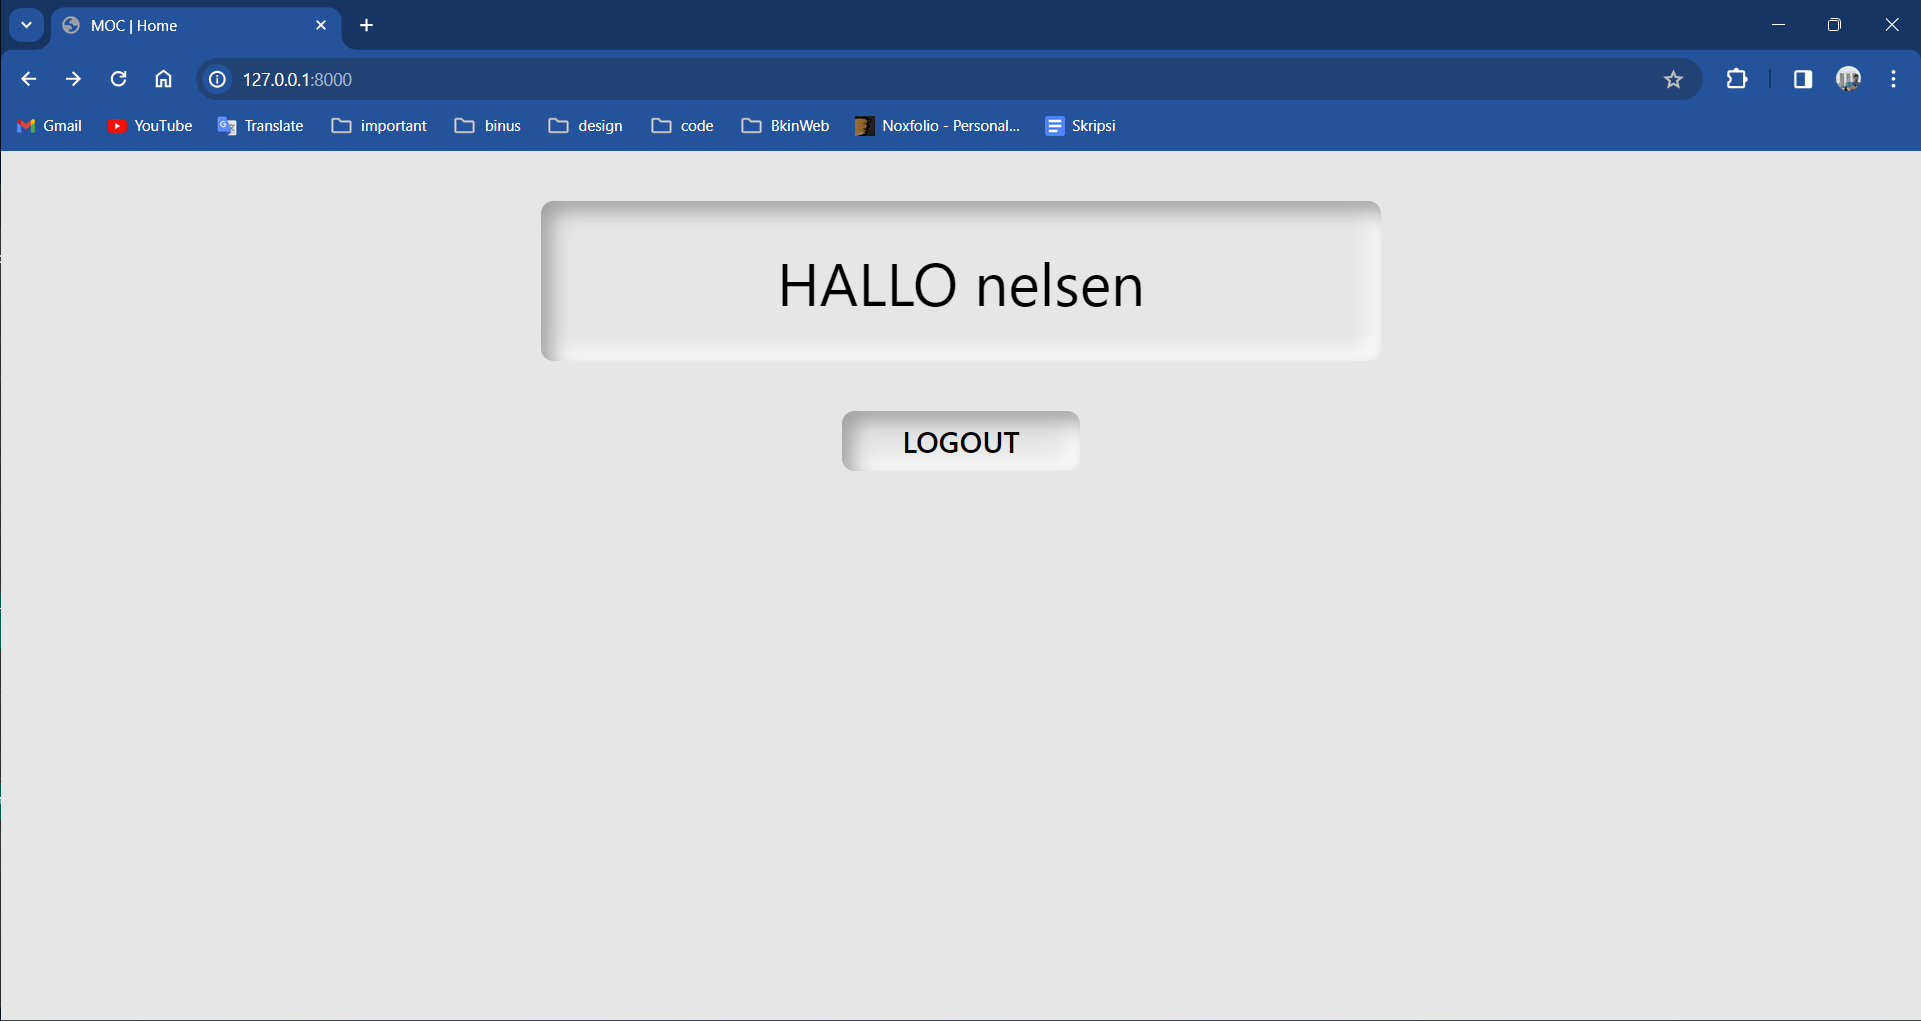 MOC | Home
127.0.0.1:8000
Gmail YouTube Translate important binus design code BkinWeb Noxfolio - Personal... Skripsi
HALLO nelsen
LOGOUT